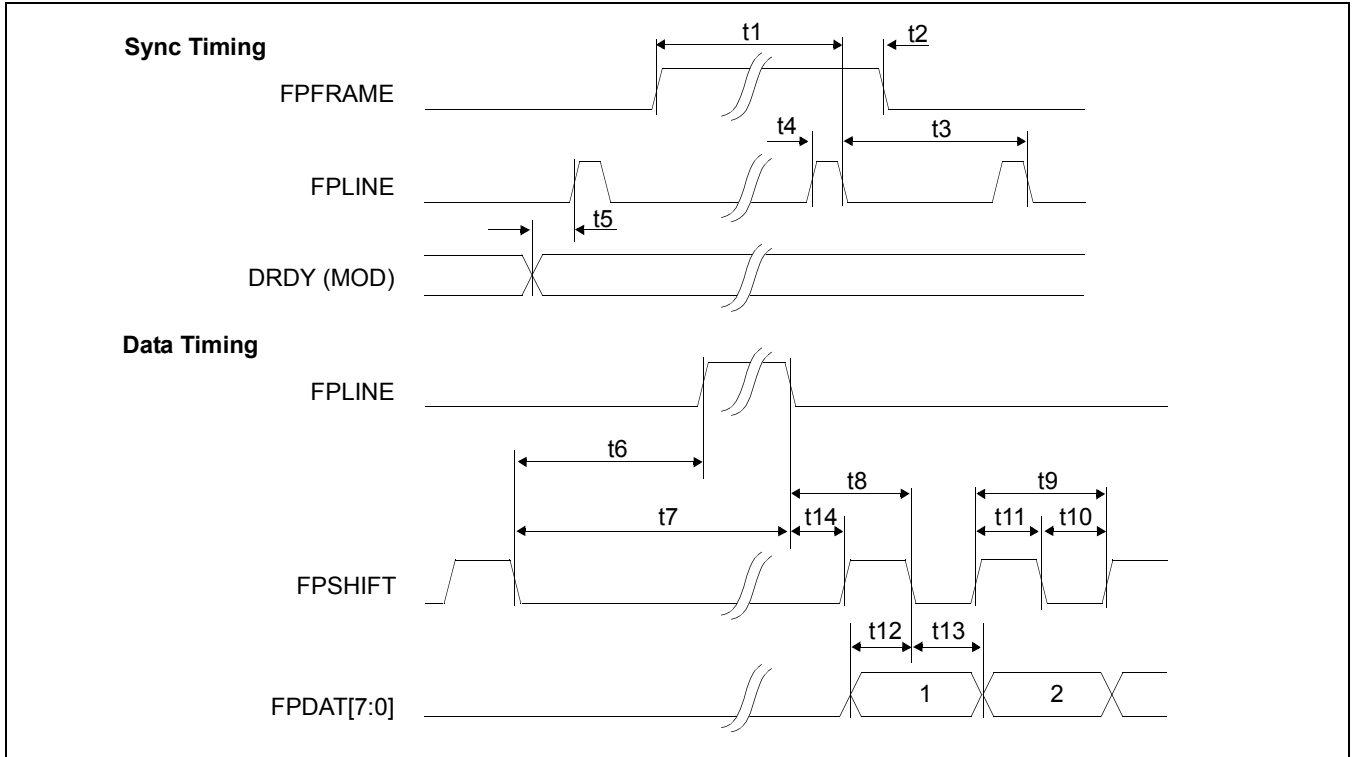 Sync Timing
t1
t2
FPFRAME
t4
t3
FPLINE
t5
DRDY (MOD)
Data Timing
FPLINE
t6
t8
t9
t7
t14
t11
t10
FPSHIFT
t12
t13
FPDAT[7:0]
1
2